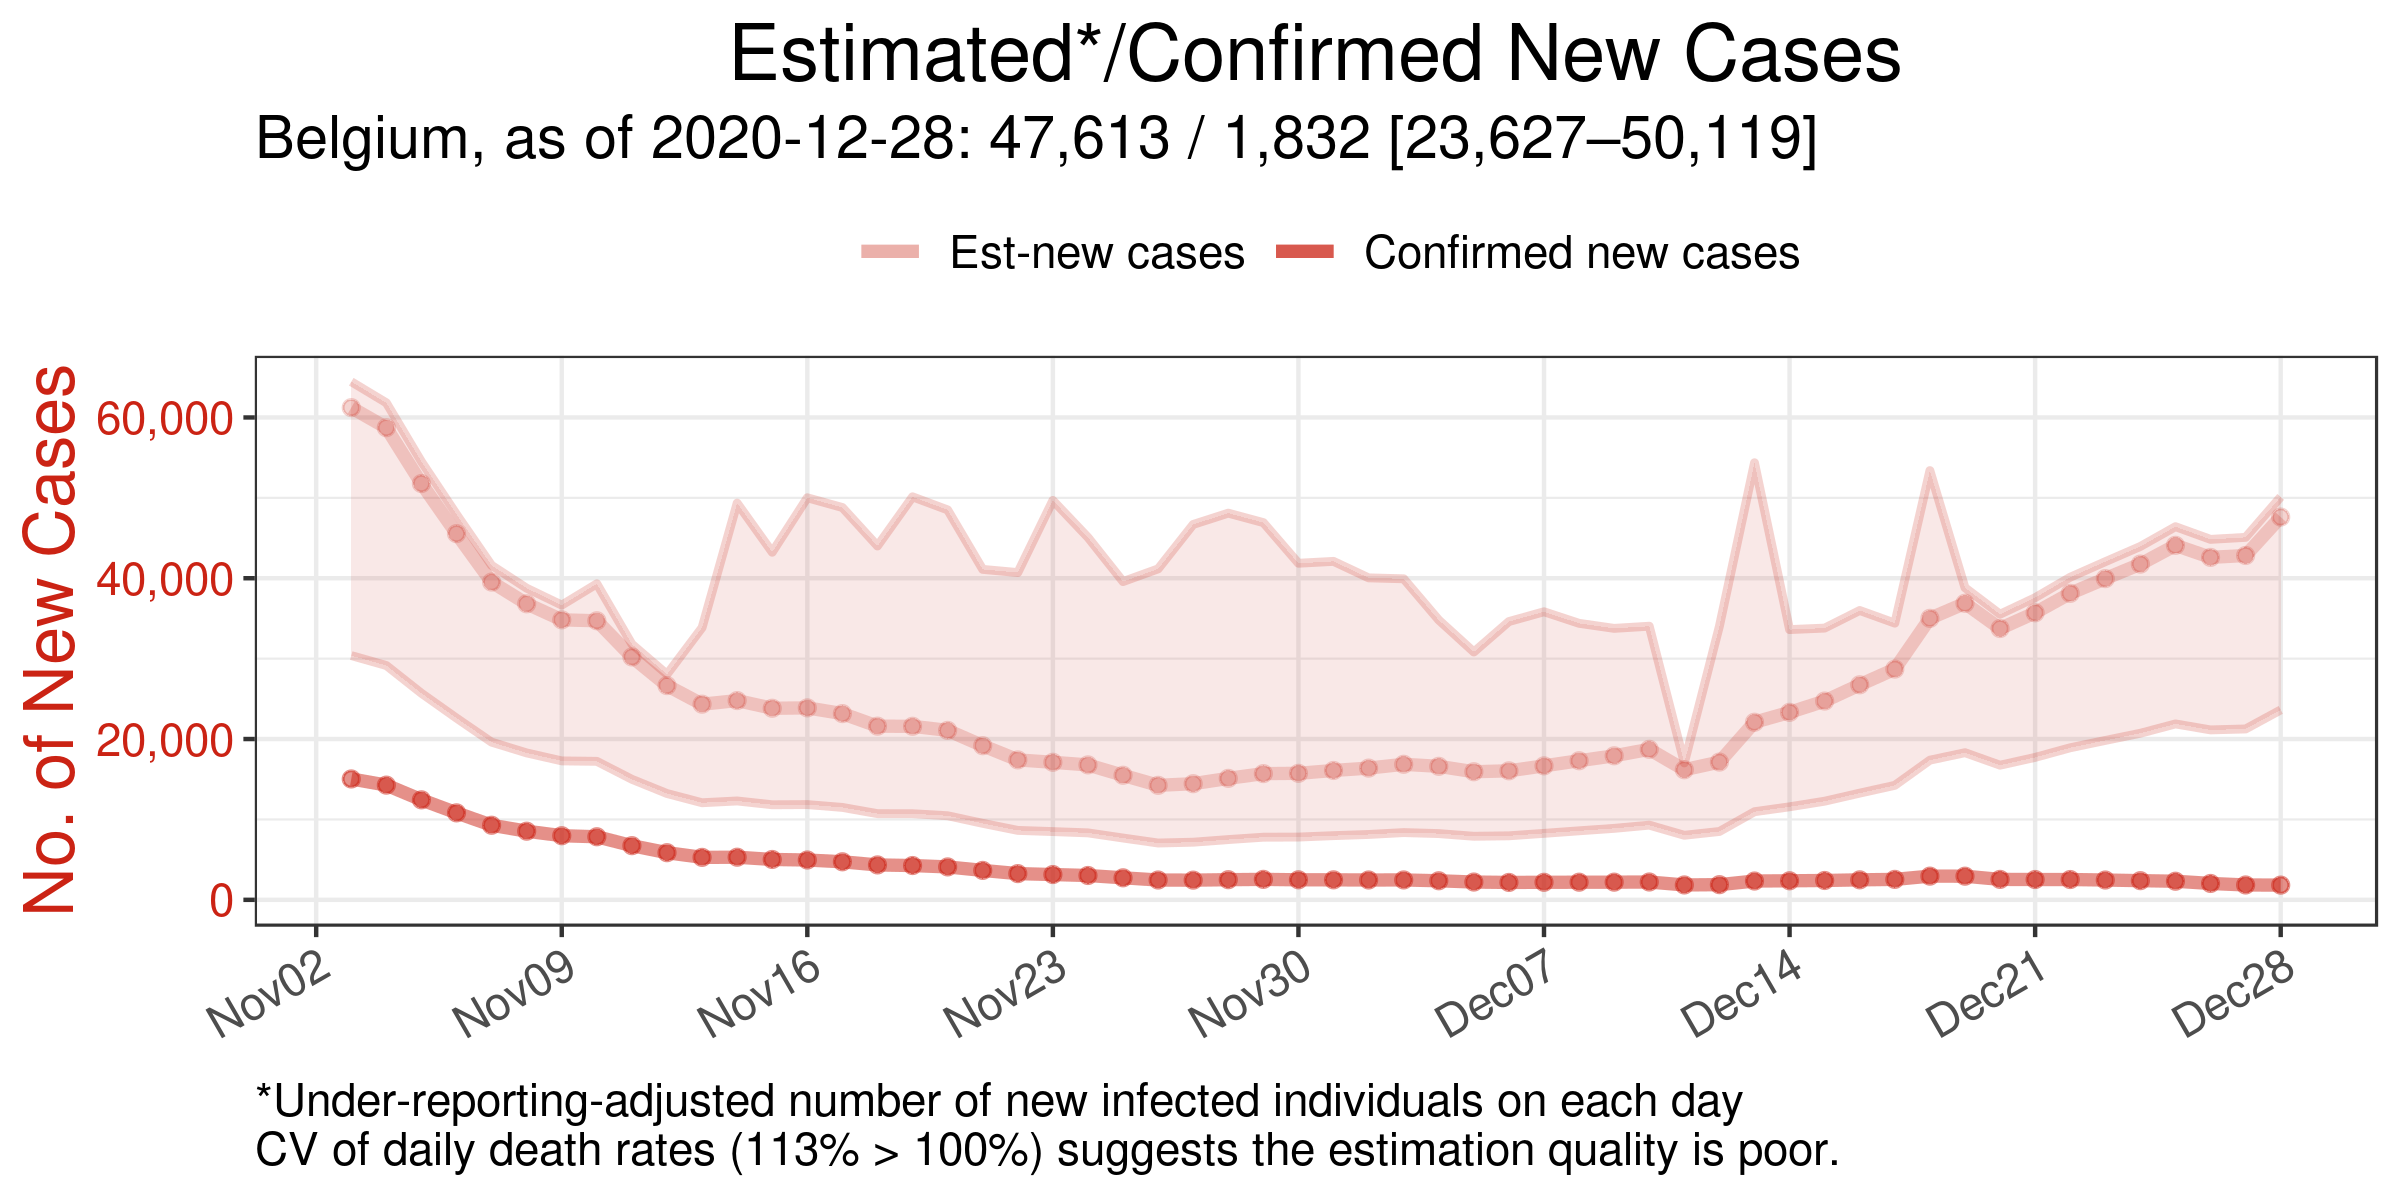 Estimated*/Confirmed New Cases
Belgium, as of 2020-12-28: 47,613 / 1,832 [23,627–50,119]
Est-new cases Confirmed new cases
No. of New Cases
60,000
40,000
20,000
0
Nov02 Nov09 Nov16 Nov23 Nov30 Dec07 Dec14 Dec21 Dec28
*Under-reporting-adjusted number of new infected individuals on each day
CV of daily death rates (113% > 100%) suggests the estimation quality is poor.